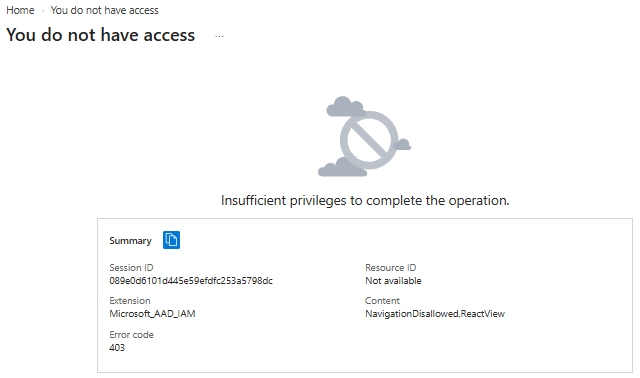 Home > You do not have access
You do not have access ...
Insufficient privileges to complete the operation.
Summary
Session ID
089e0d6101d445e59efdfc253a5798dc
Resource ID
Not available
Extension
Microsoft_AAD_IAM
Content
NavigationDisallowed.ReactView
Error code
403